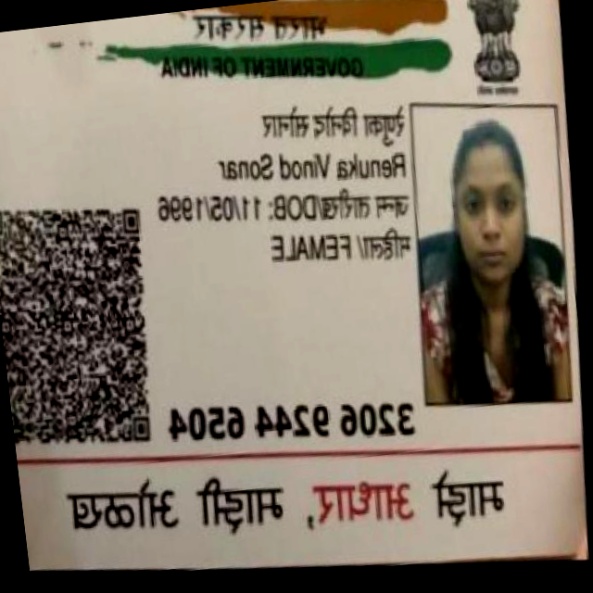 भारत सरकार
GOVERNMENT OF INDIA
रेणुका विनोद सोनार
Renuka Vinod Sonar
जन्म तारीख/DOB: 11/05/1996
महिला/ FEMALE
3206 9244 6504
माझे आधार, माझी ओळख